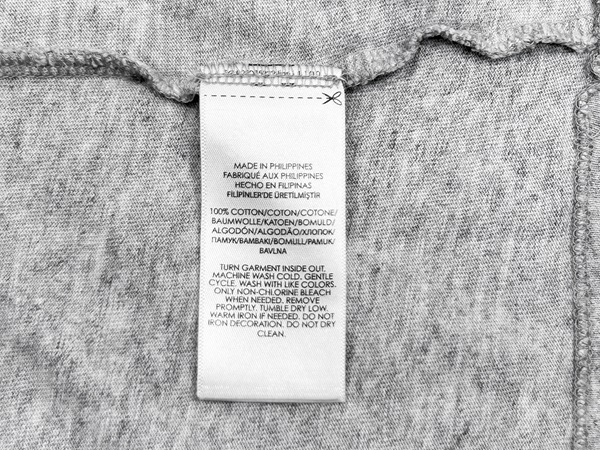 MADE IN PHILIPPINES
FABRIQUÉ AUX PHILIPPINES
HECHO EN FILIPINAS
FİLİPİNLER'DE ÜRETİLMİŞTİR
100% COTTON/COTON/COTONE/
BAUMWOLLE/KATOEN/BOMULD/
ALGODÓN/ALGODÃO/ХЛОПОК/
ПАМУК/ΒΑΜΒΑΚΙ/BOMULL/PAMUK/
BAVLNA
TURN GARMENT INSIDE OUT.
MACHINE WASH COLD, GENTLE
CYCLE. WASH WITH LIKE COLORS.
ONLY NON-CHLORINE BLEACH
WHEN NEEDED. REMOVE
PROMPTLY. TUMBLE DRY LOW.
WARM IRON IF NEEDED. DO NOT
IRON DECORATION. DO NOT DRY
CLEAN.